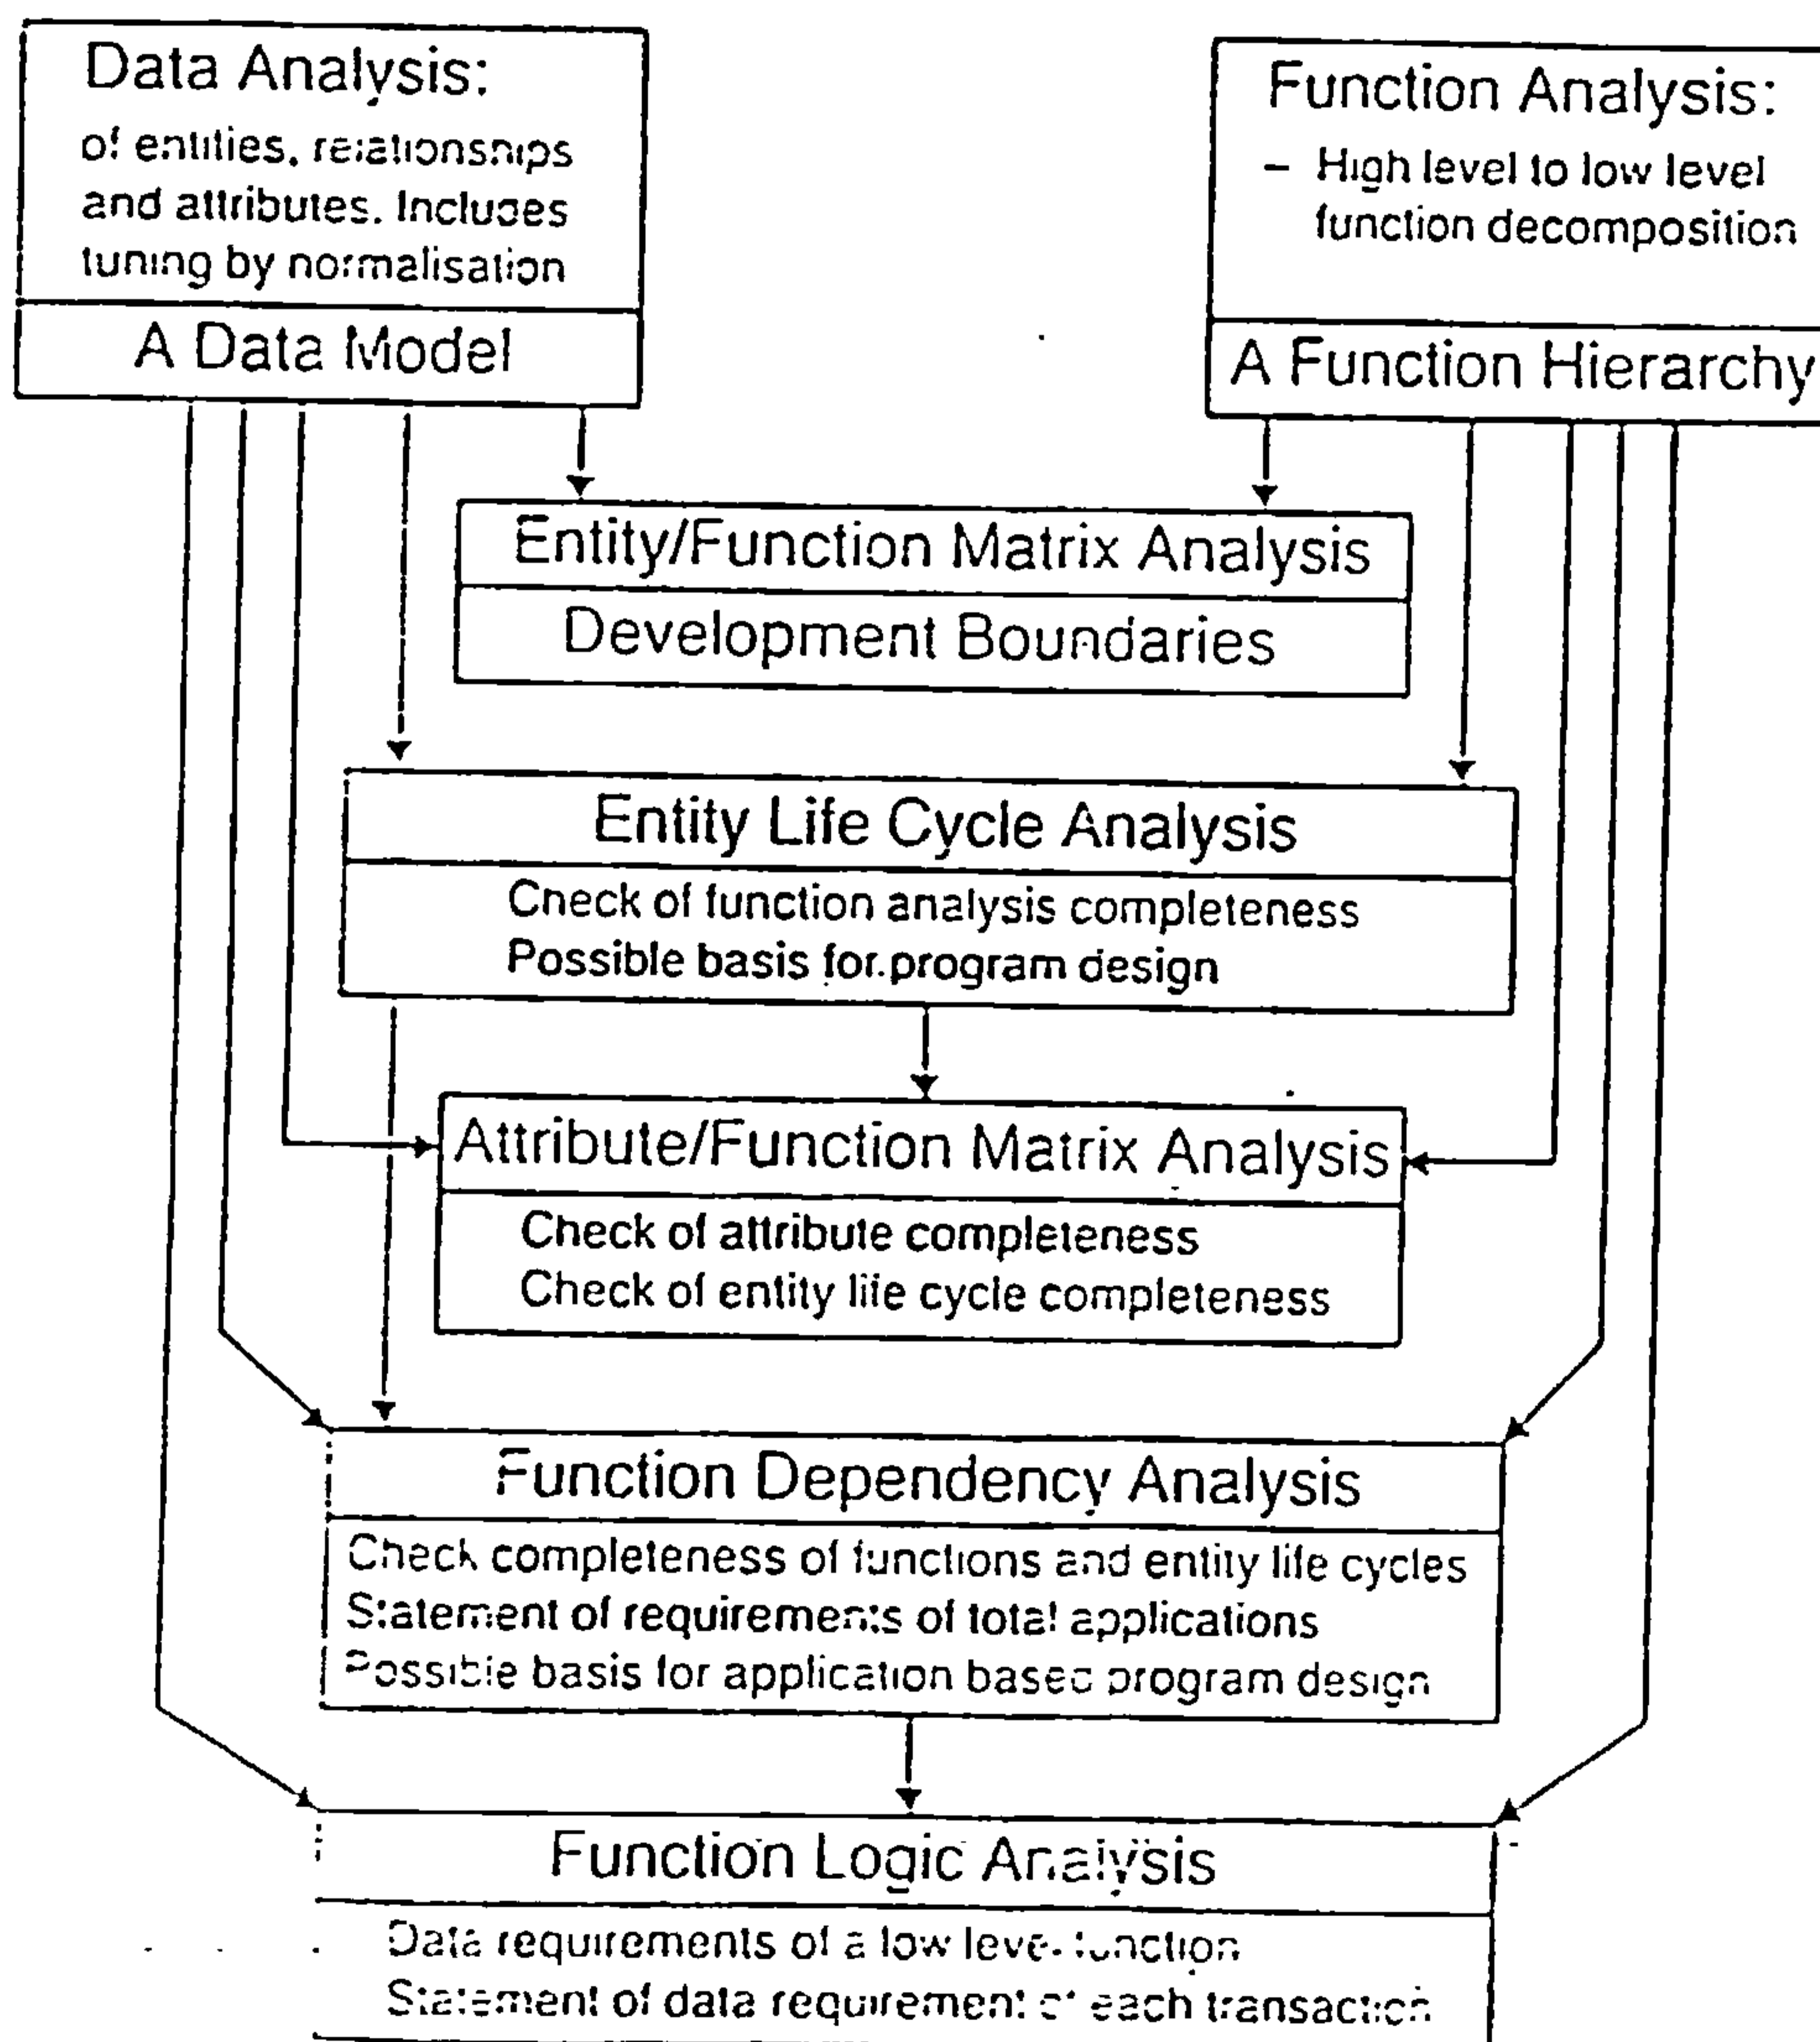 Data Analysis:
of entities, relationships
and attributes. Includes
tuning by normalisation
A Data Model
Function Analysis:
– High level to low level
function decomposition
A Function Hierarchy
Entity/Function Matrix Analysis
Development Boundaries
Entity Life Cycle Analysis
Check of function analysis completeness
Possible basis for program design
Attribute/Function Matrix Analysis
Check of attribute completeness
Check of entity life cycle completeness
Function Dependency Analysis
Check completeness of functions and entity life cycles
Statement of requirements of total applications
Possible basis for application based program design
Function Logic Analysis
Data requirements of a low level function
Statement of data requirement of each transaction